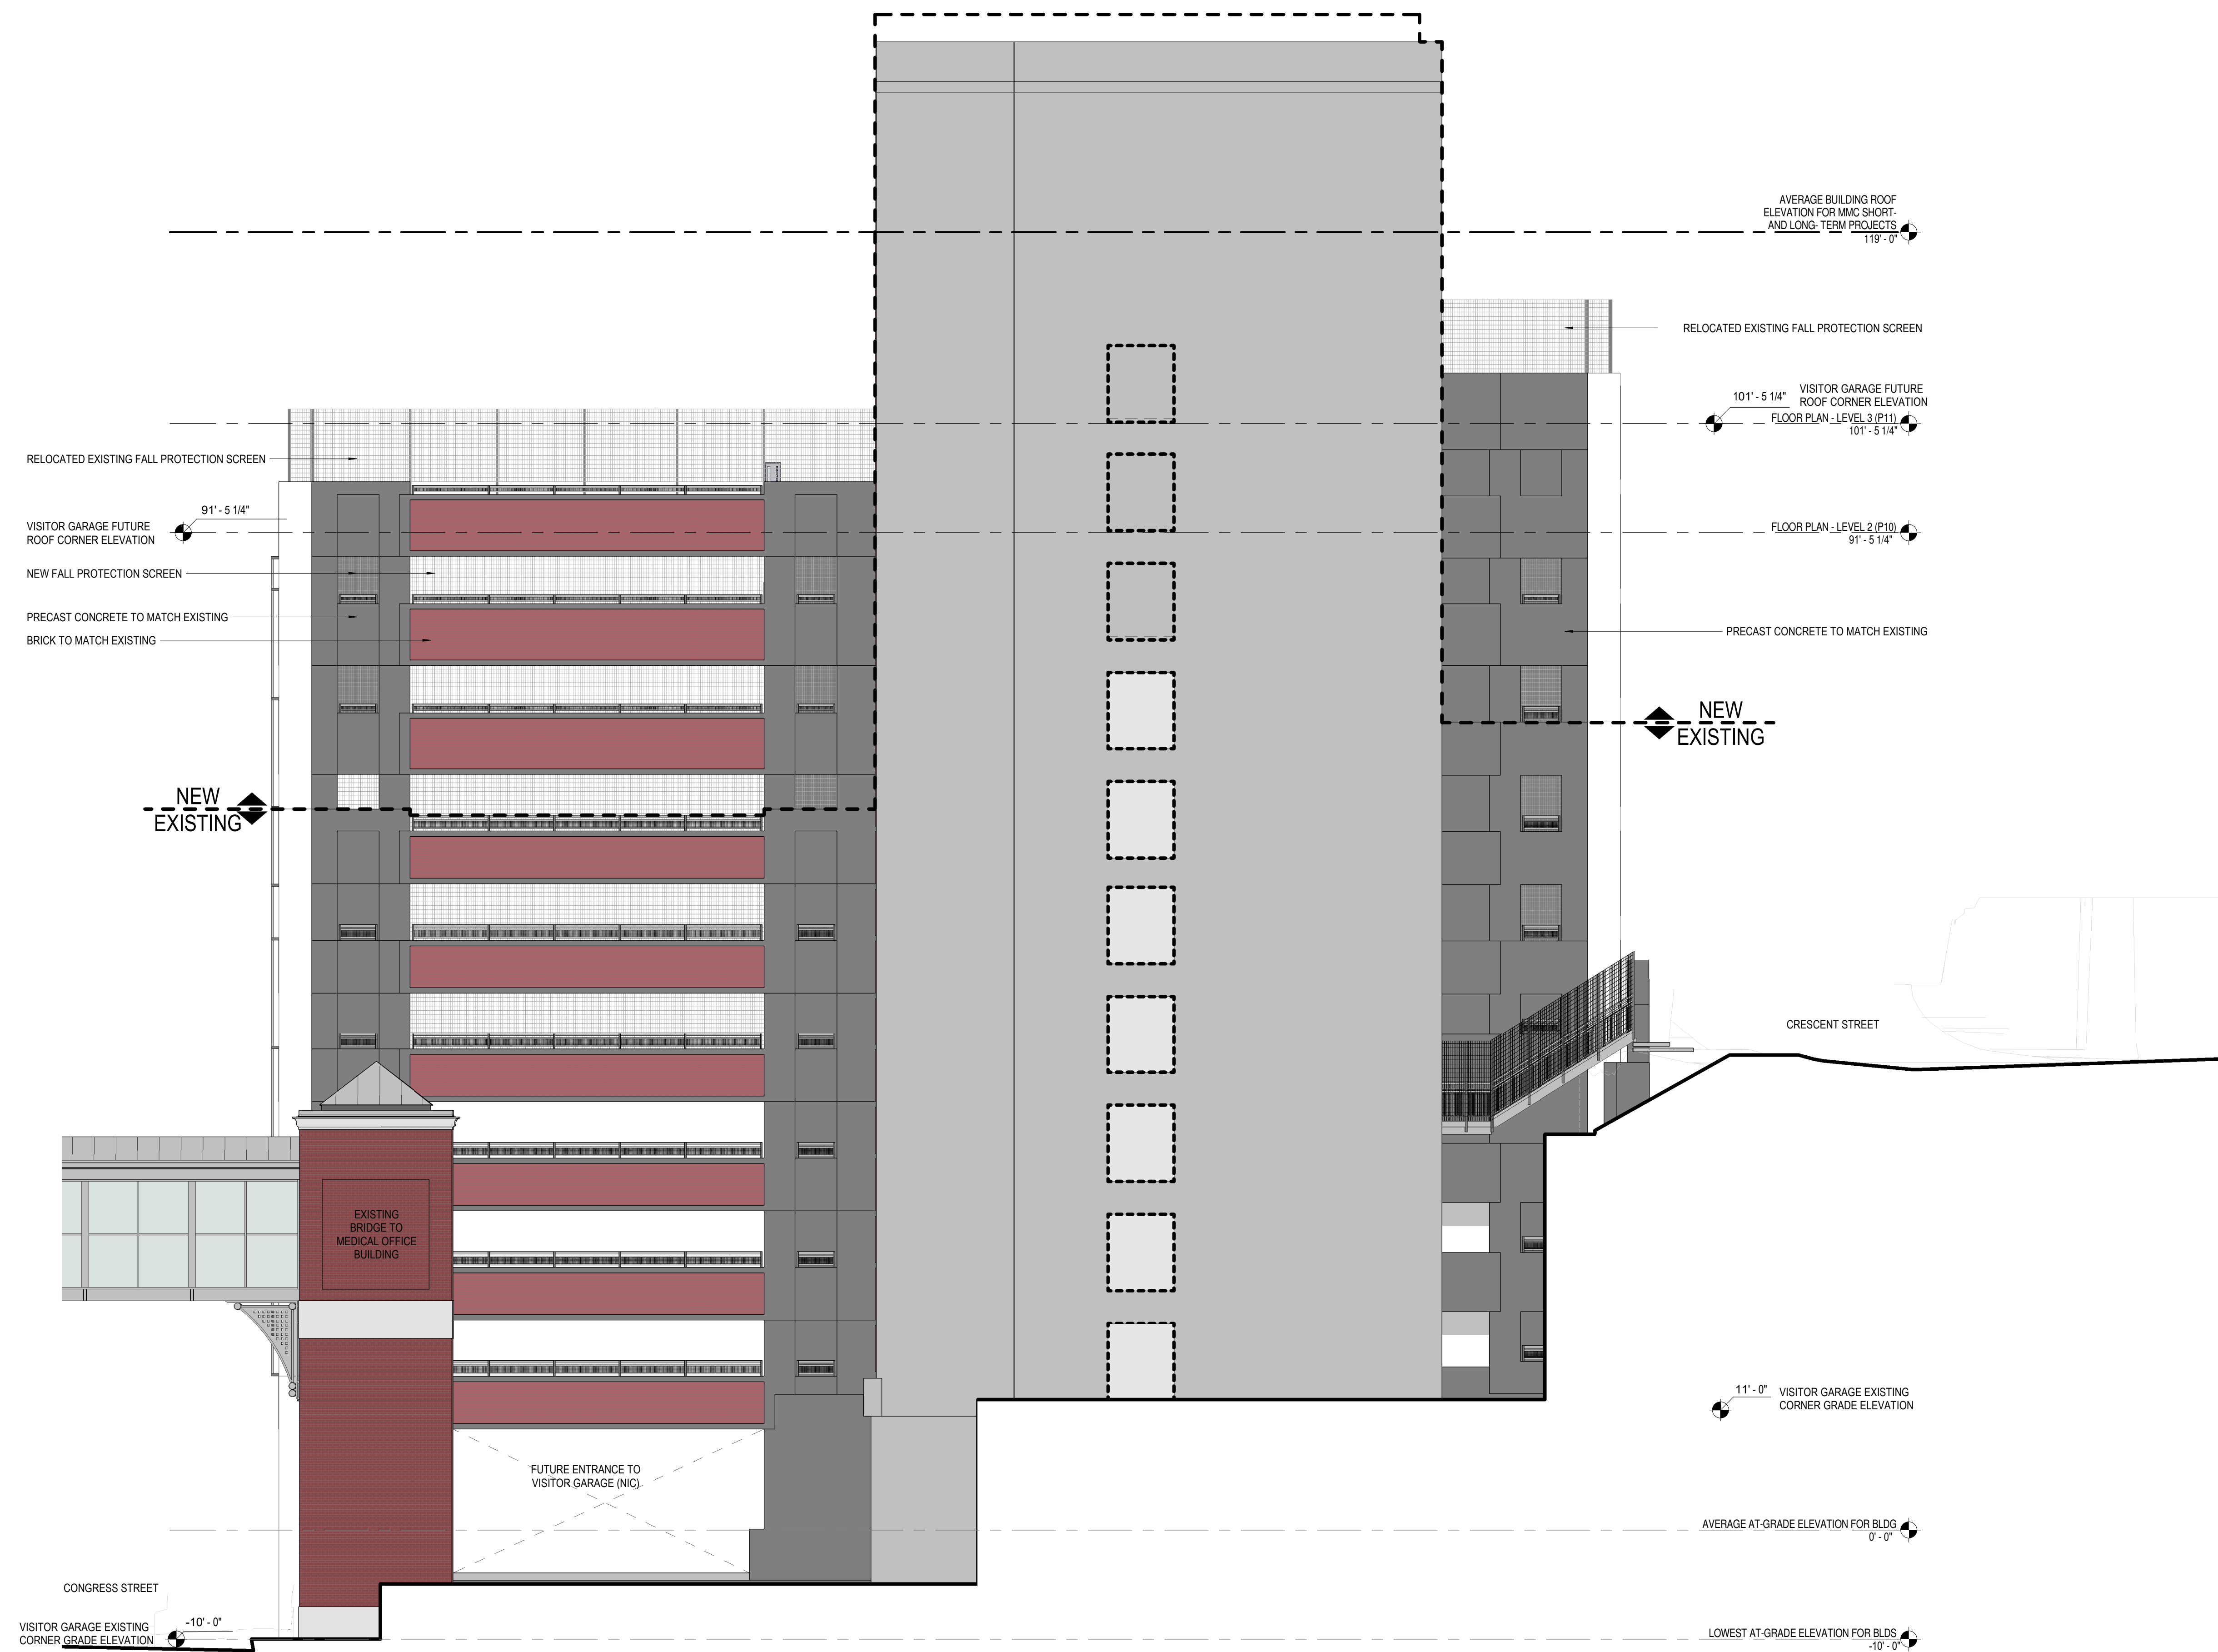 AVERAGE BUILDING ROOF
ELEVATION FOR MMC SHORT-
AND LONG- TERM PROJECTS
119' - 0"
RELOCATED EXISTING FALL PROTECTION SCREEN
101' - 5 1/4"
VISITOR GARAGE FUTURE
ROOF CORNER ELEVATION
FLOOR PLAN - LEVEL 3 (P11)
101' - 5 1/4"
RELOCATED EXISTING FALL PROTECTION SCREEN
91' - 5 1/4"
VISITOR GARAGE FUTURE
ROOF CORNER ELEVATION
FLOOR PLAN - LEVEL 2 (P10)
91' - 5 1/4"
NEW FALL PROTECTION SCREEN
PRECAST CONCRETE TO MATCH EXISTING
BRICK TO MATCH EXISTING
PRECAST CONCRETE TO MATCH EXISTING
NEW
EXISTING
NEW
EXISTING
CRESCENT STREET
EXISTING
BRIDGE TO
MEDICAL OFFICE
BUILDING
11' - 0"
VISITOR GARAGE EXISTING
CORNER GRADE ELEVATION
FUTURE ENTRANCE TO
VISITOR GARAGE (NIC)
AVERAGE AT-GRADE ELEVATION FOR BLDG
0' - 0"
CONGRESS STREET
-10' - 0"
VISITOR GARAGE EXISTING
CORNER GRADE ELEVATION
LOWEST AT-GRADE ELEVATION FOR BLDS
-10' - 0"